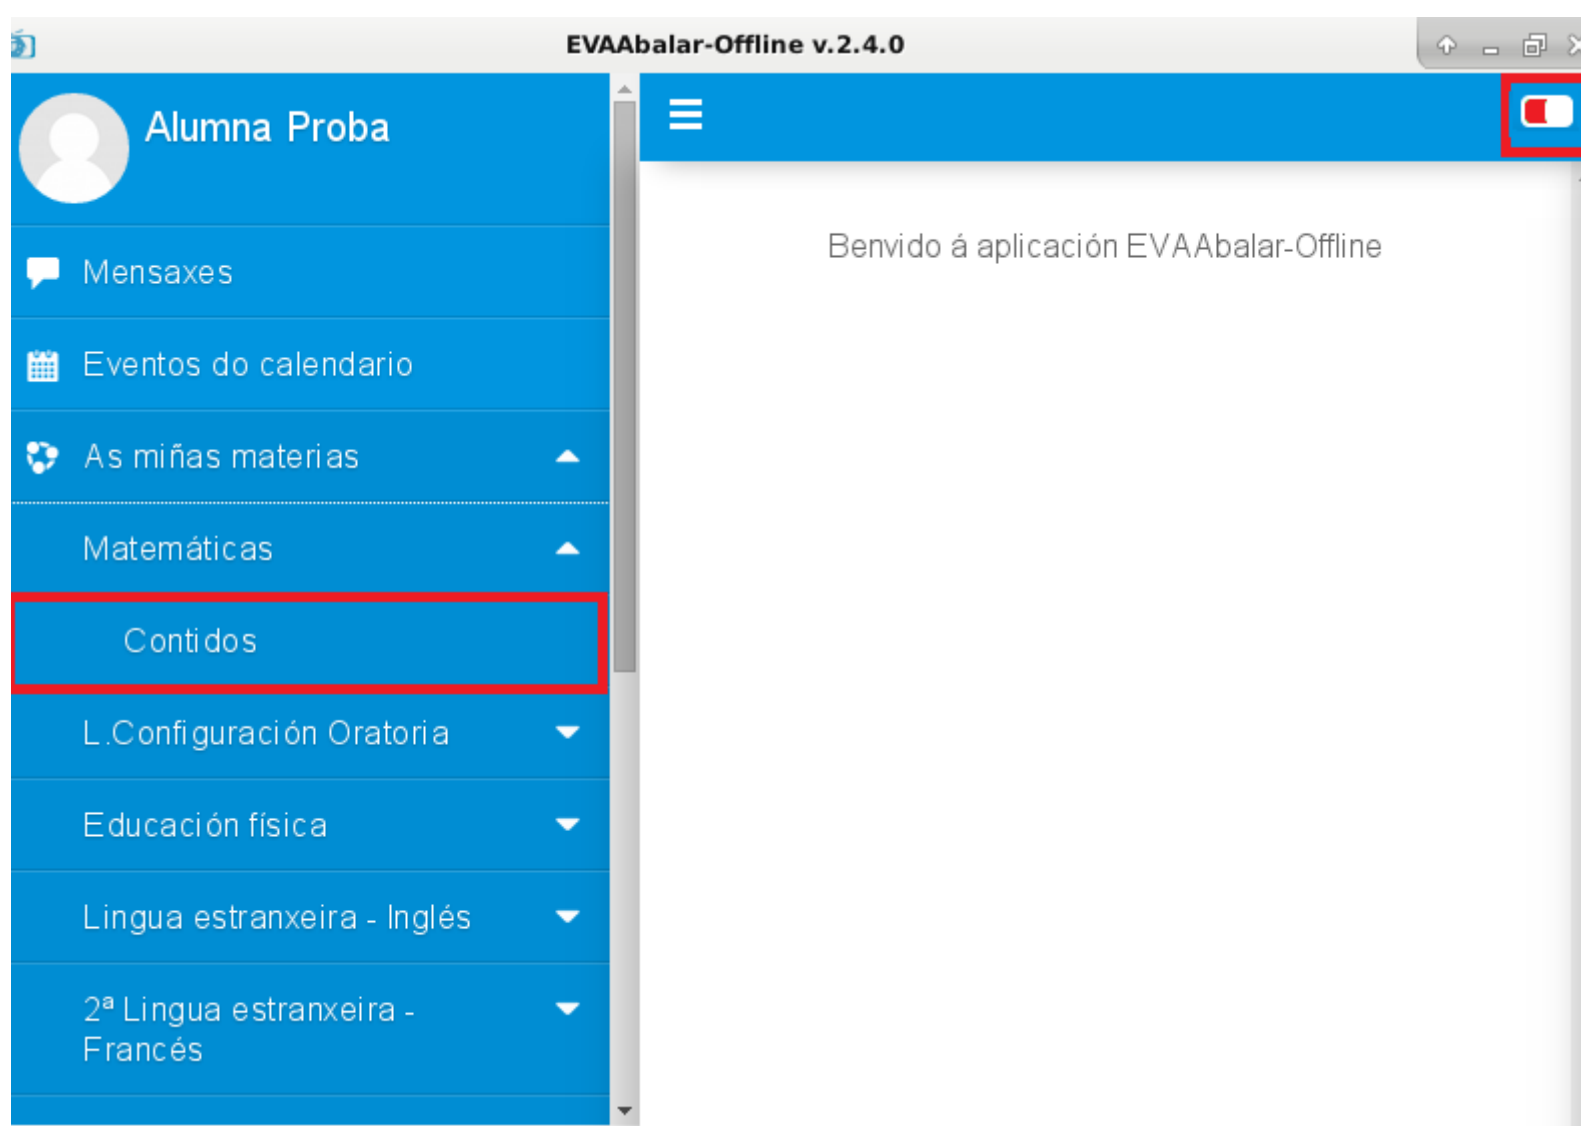 EVAAbalar-Offline v.2.4.0
Alumna Proba
Mensaxes
Eventos do calendario
As miñas materias
Matemáticas
Contidos
L.Configuración Oratoria
Educación física
Lingua estranxeira - Inglés
2ª Lingua estranxeira -
Francés
Benvido á aplicación EVAAbalar-Offline